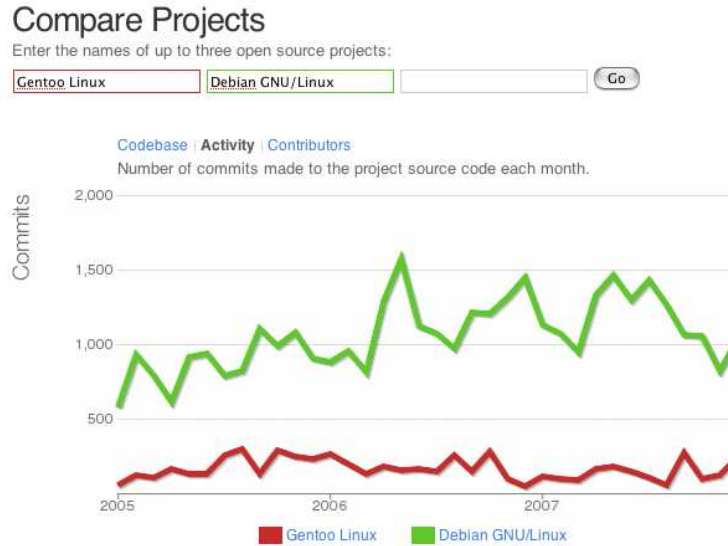 Compare Projects
Enter the names of up to three open source projects:
Gentoo Linux Debian GNU/Linux Go
Codebase | Activity | Contributors
Number of commits made to the project source code each month.
Commits
2,000
1,500
1,000
500
2005 2006 2007
Gentoo Linux Debian GNU/Linux